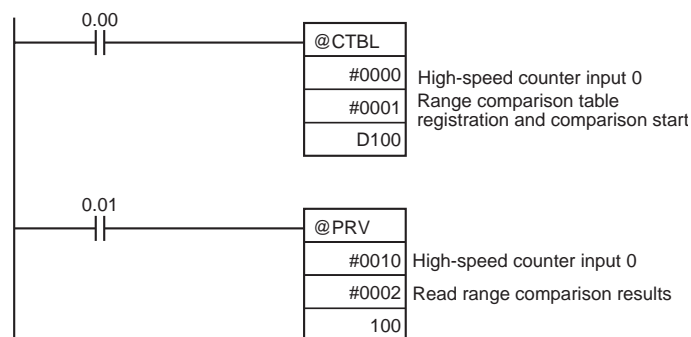 0.00
@CTBL
#0000 High-speed counter input 0
#0001 Range comparison table
registration and comparison start
D100
0.01
@PRV
#0010 High-speed counter input 0
#0002 Read range comparison results
100